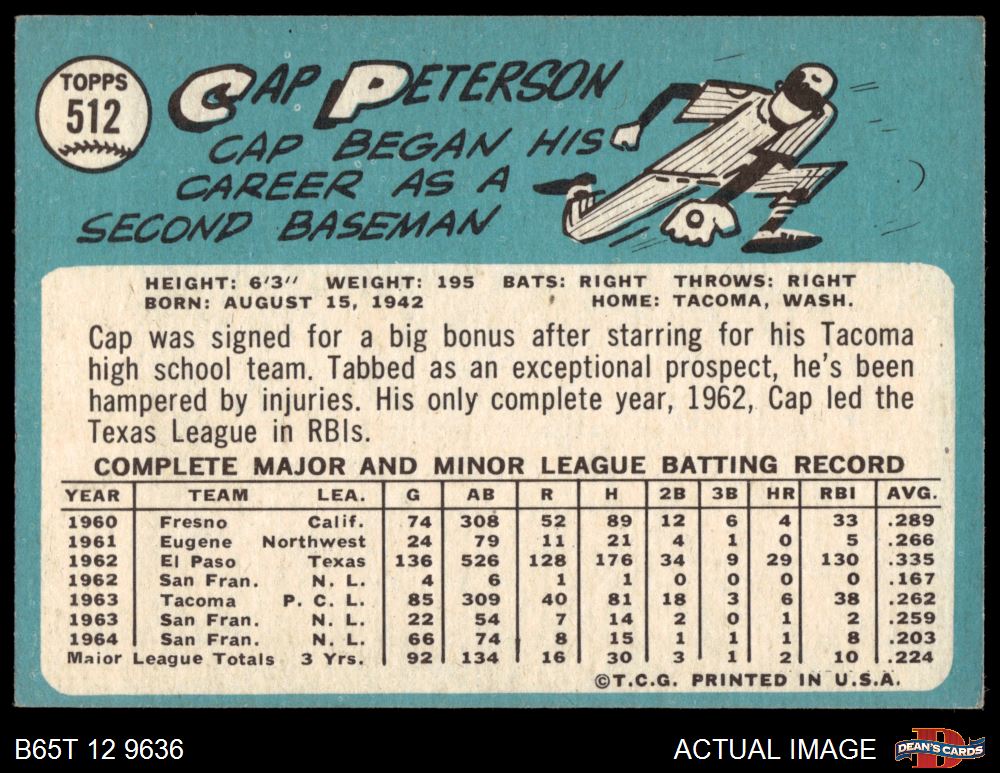 TOPPS
512
CAP PETERSON
CAP BEGAN HIS
CAREER AS A
SECOND BASEMAN
HEIGHT: 6'3" WEIGHT: 195 BATS: RIGHT THROWS: RIGHT
BORN: AUGUST 15, 1942 HOME: TACOMA, WASH.
Cap was signed for a big bonus after starring for his Tacoma
high school team. Tabbed as an exceptional prospect, he's been
hampered by injuries. His only complete year, 1962, Cap led the
Texas League in RBIs.
COMPLETE MAJOR AND MINOR LEAGUE BATTING RECORD
YEAR TEAM LEA. G AB R H 2B 3B HR RBI AVG.
1960 Fresno Calif. 74 308 52 89 12 6 4 33 .289
1961 Eugene Northwest 24 79 11 21 4 1 0 5 .266
1962 El Paso Texas 136 526 128 176 34 9 29 130 .335
1962 San Fran. N. L. 4 6 1 1 0 0 0 0 .167
1963 Tacoma P. C. L. 85 309 40 81 18 3 6 38 .262
1963 San Fran. N. L. 22 54 7 14 2 0 1 2 .259
1964 San Fran. N. L. 66 74 8 15 1 1 1 8 .203
Major League Totals 3 Yrs. 92 134 16 30 3 1 2 10 .224
©T.C.G. PRINTED IN U.S.A.
B65T 12 9636 ACTUAL IMAGE
D
DEAN'S CARDS